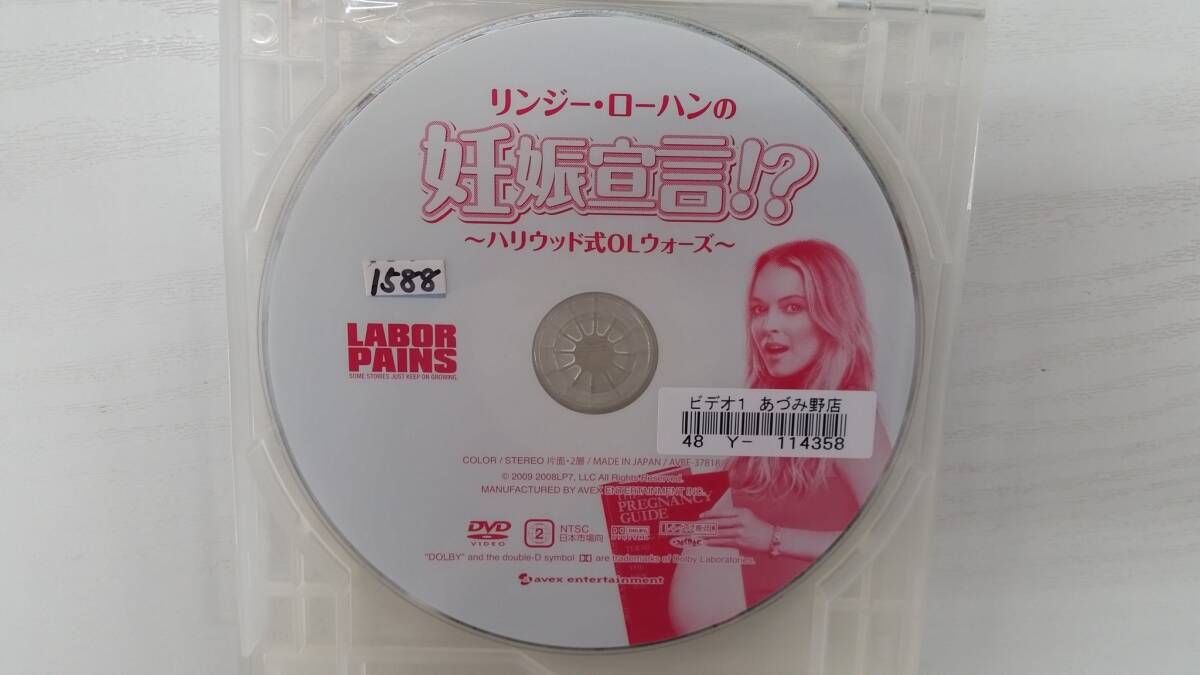 リンジー・ローハンの
妊娠宣言!?
～ハリウッド式OLウォーズ～
1588
LABOR
PAINS
SOME STORIES JUST KEEP ON GROWING.
ビデオ1 あづみ野店
48 Y- 114358
COLOR / STEREO 片面・2層 / MADE IN JAPAN / AVBE-37818
© 2009 2008LP7, LLC All Rights Reserved.
MANUFACTURED BY AVEX ENTERTAINMENT INC.
PREGNANCY
GUIDE
DVD
VIDEO
2
NTSC
日本市場向
DOLBY
"DOLBY" and the double-D symbol are trademarks of Dolby Laboratories.
avex entertainment